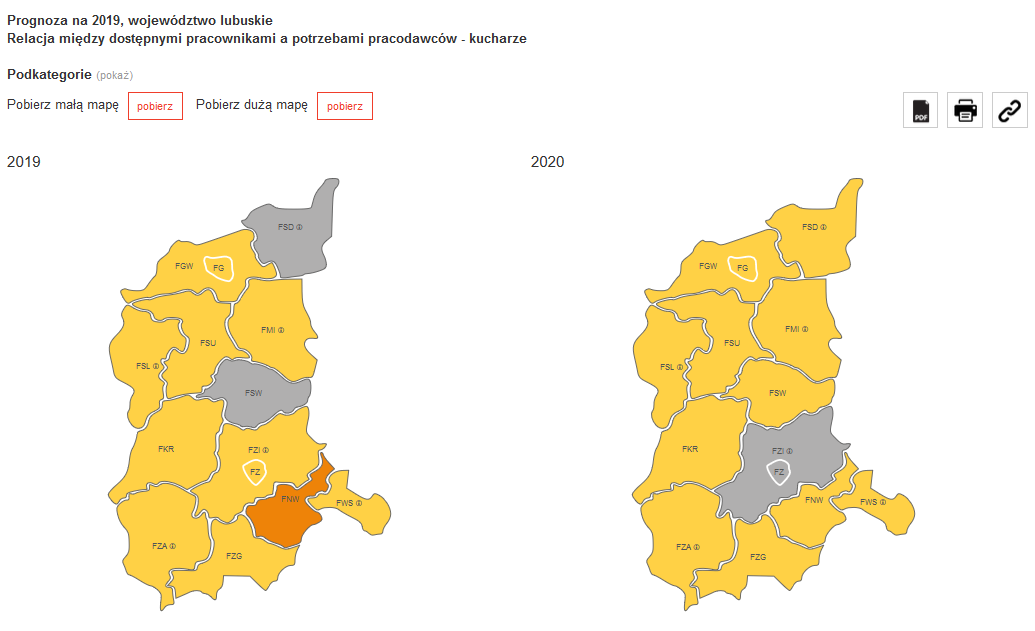 Prognoza na 2019, województwo lubuskie
Relacja między dostępnymi pracownikami a potrzebami pracodawców - kucharze
Podkategorie (pokaż)
Pobierz małą mapę pobierz Pobierz dużą mapę pobierz
PDF
2019
FSD
FGW
FG
FMI
FSU
FSL
FSW
FKR
FZI
FZ
FNW
FWS
FZA
FZG
2020
FSD
FGW
FG
FMI
FSU
FSL
FSW
FKR
FZI
FZ
FNW
FWS
FZA
FZG